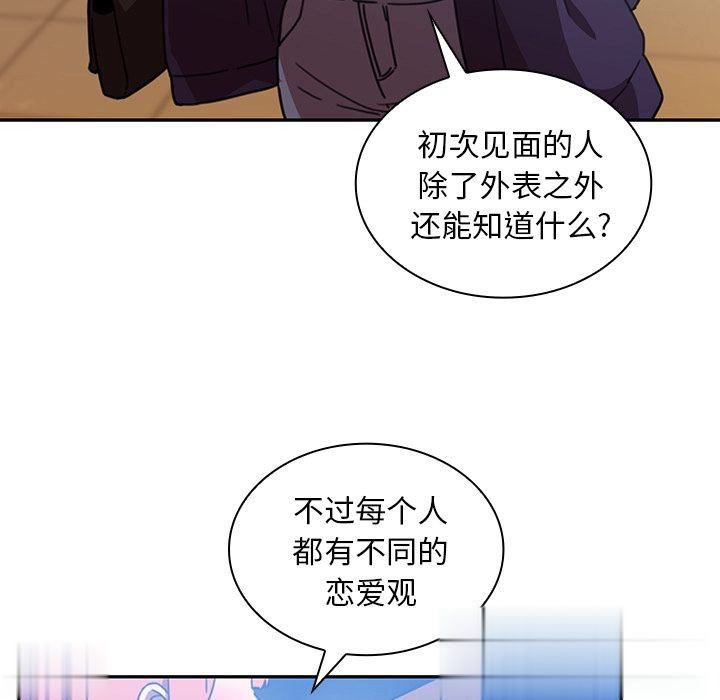 初次见面的人
除了外表之外
还能知道什么?
不过每个人
都有不同的
恋爱观